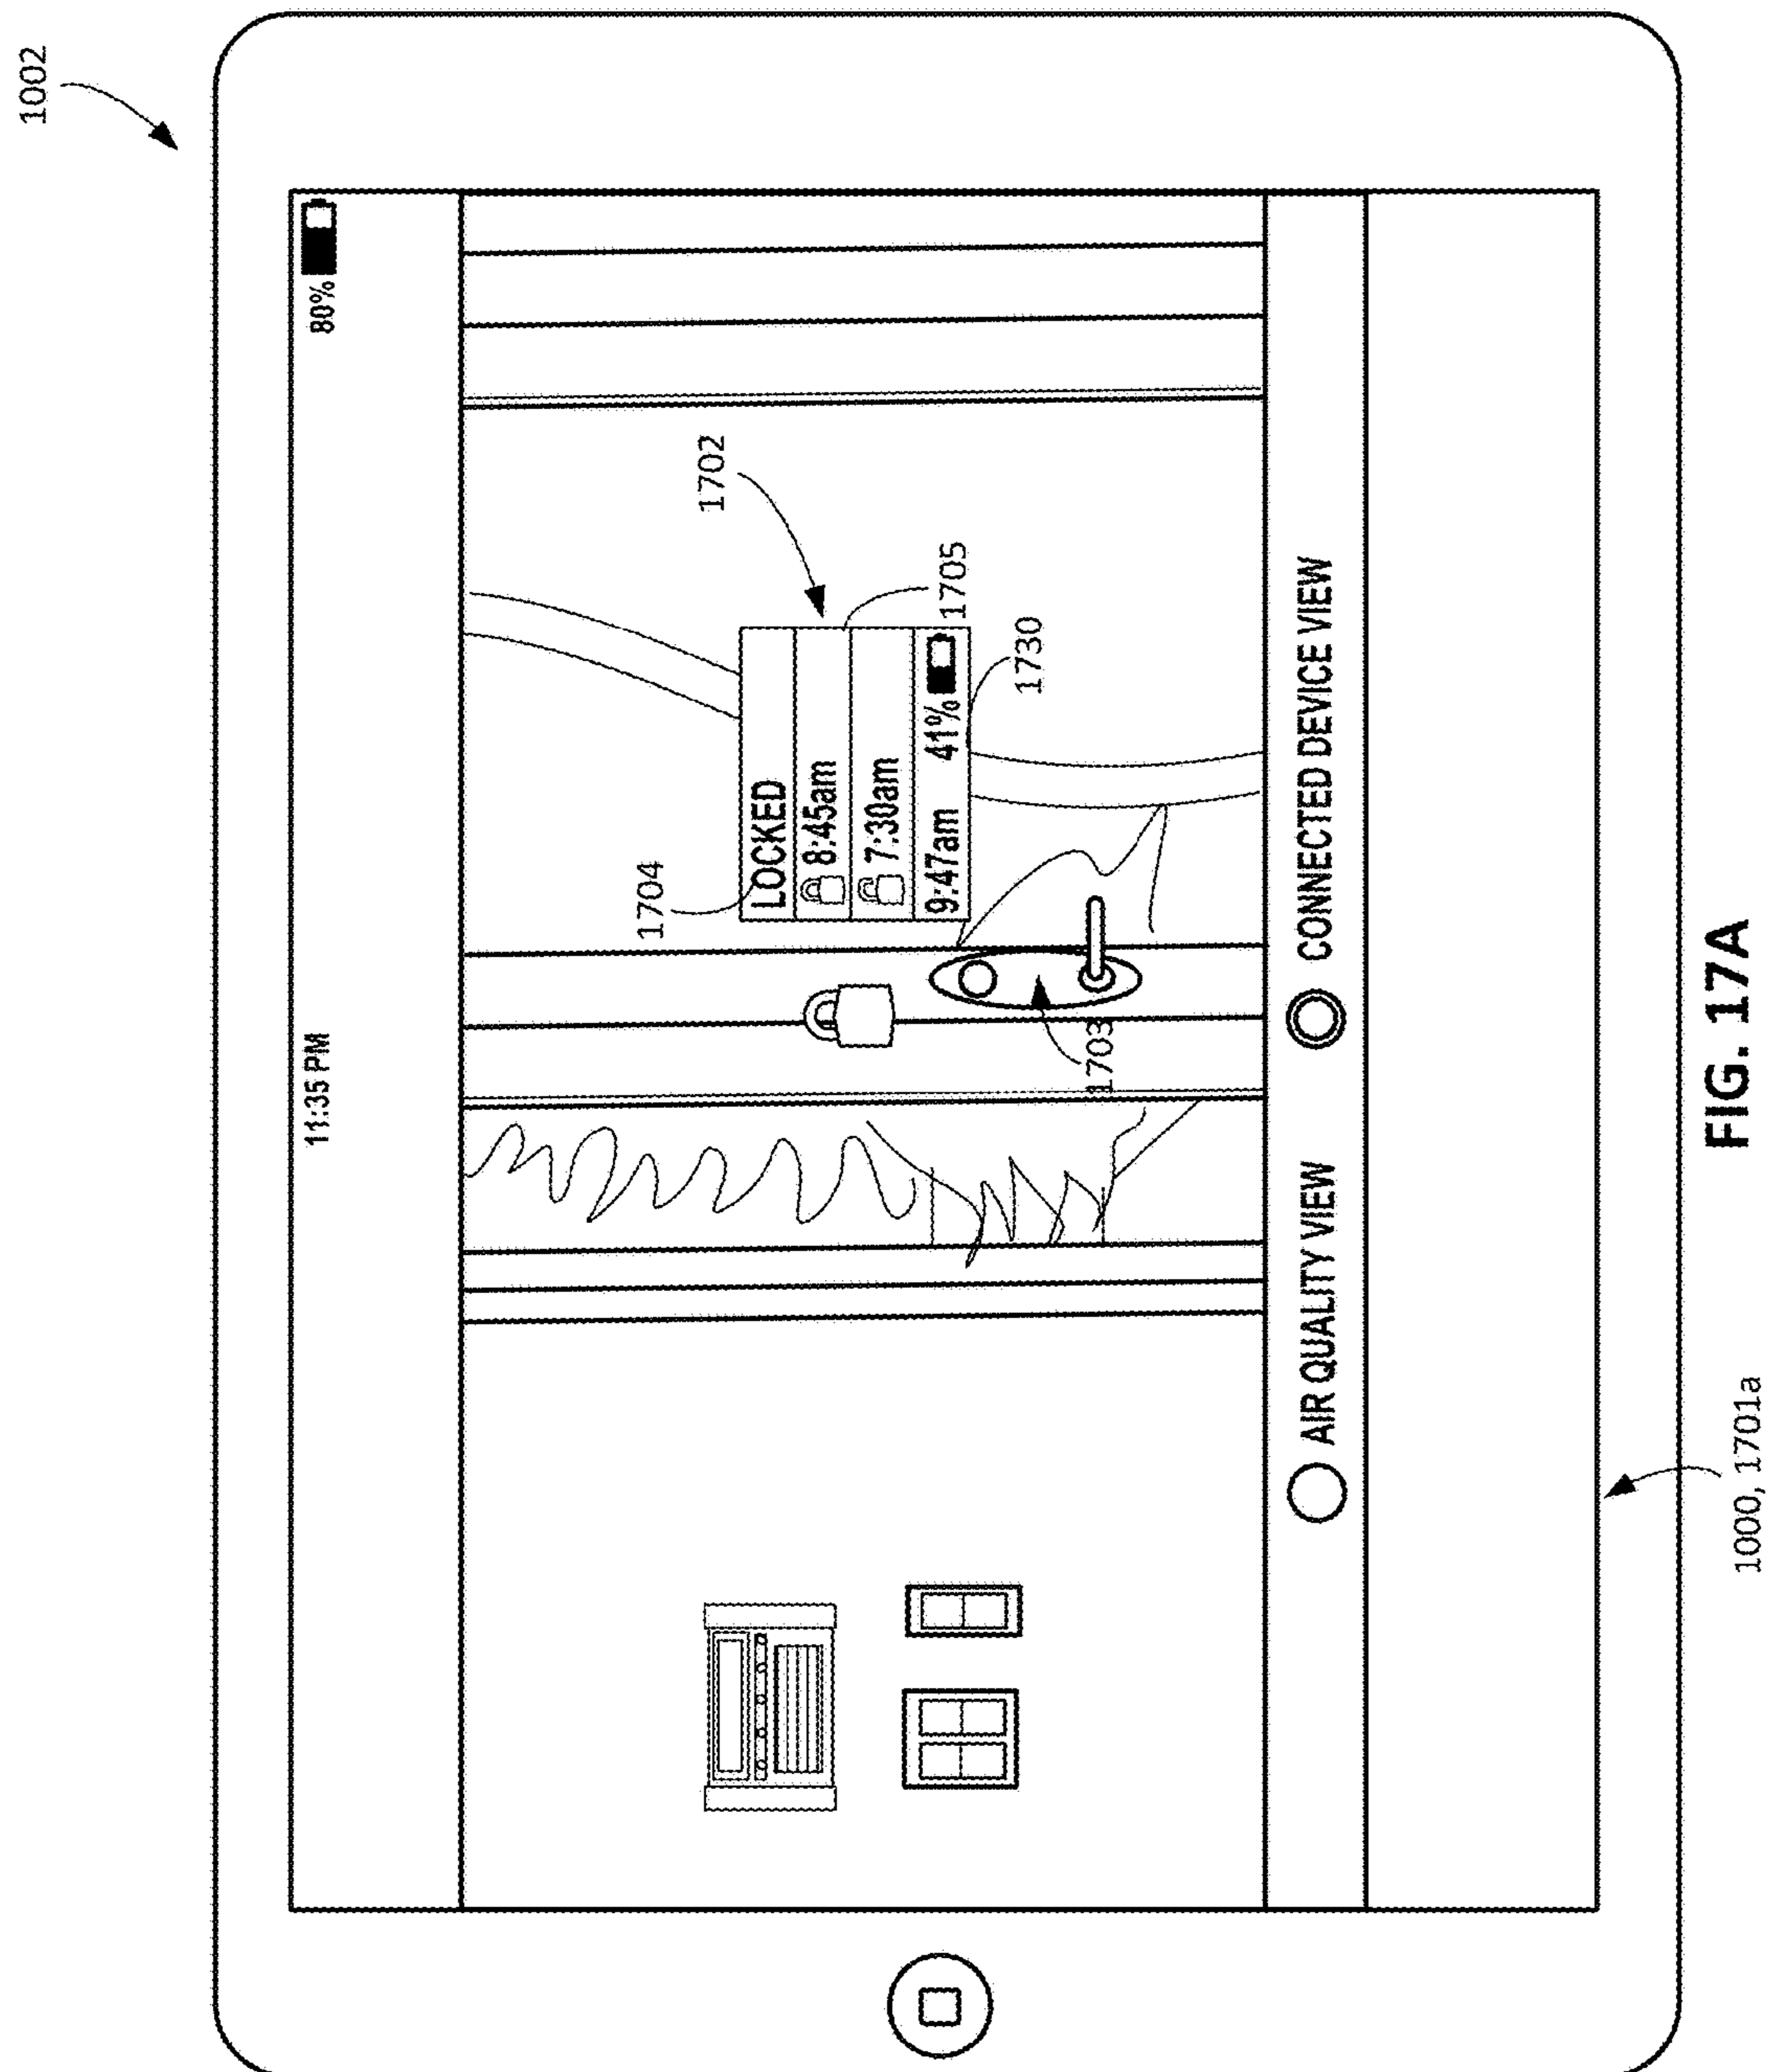 1002
11:35 PM
80%
1702
1704
LOCKED
8:45am
7:30am
9:47am 41%
1705
1730
1703
AIR QUALITY VIEW
CONNECTED DEVICE VIEW
1000, 1701a
FIG. 17A